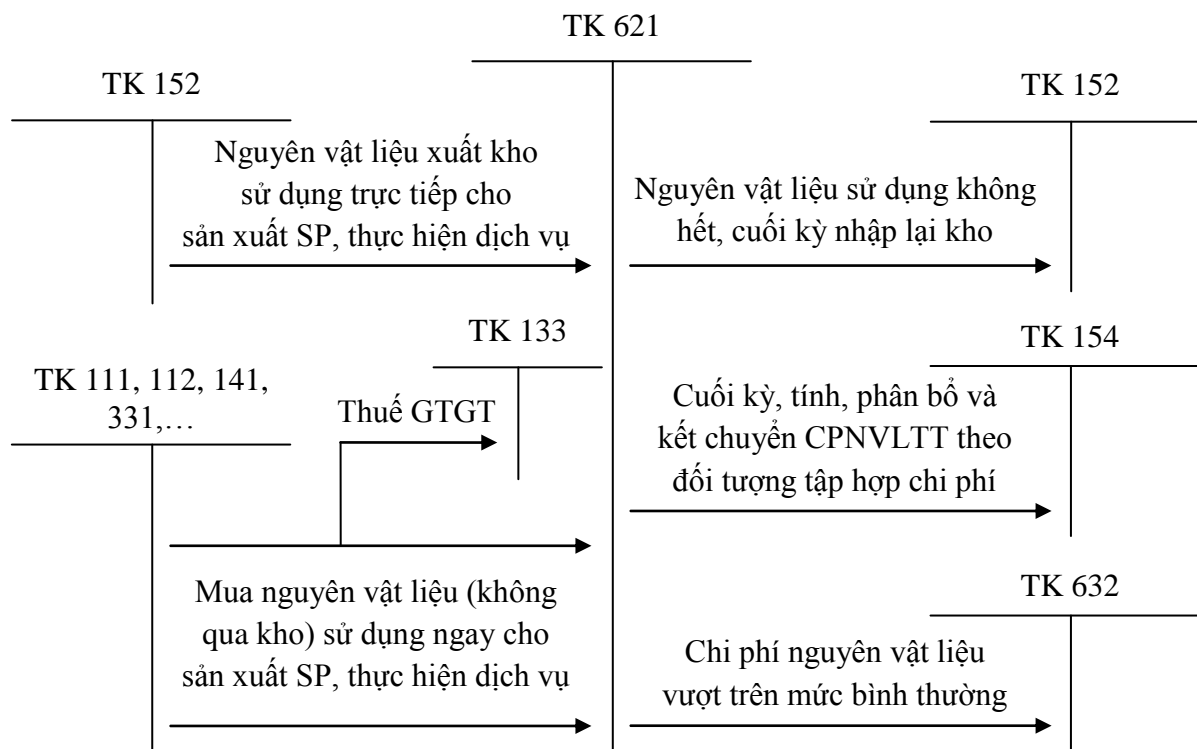 TK 621
TK 152
TK 152
Nguyên vật liệu xuất kho
sử dụng trực tiếp cho
sản xuất SP, thực hiện dịch vụ
Nguyên vật liệu sử dụng không
hết, cuối kỳ nhập lại kho
TK 133
TK 154
TK 111, 112, 141,
331,…
Thuế GTGT
Cuối kỳ, tính, phân bổ và
kết chuyển CPNVLTT theo
đối tượng tập hợp chi phí
Mua nguyên vật liệu (không
qua kho) sử dụng ngay cho
sản xuất SP, thực hiện dịch vụ
TK 632
Chi phí nguyên vật liệu
vượt trên mức bình thường